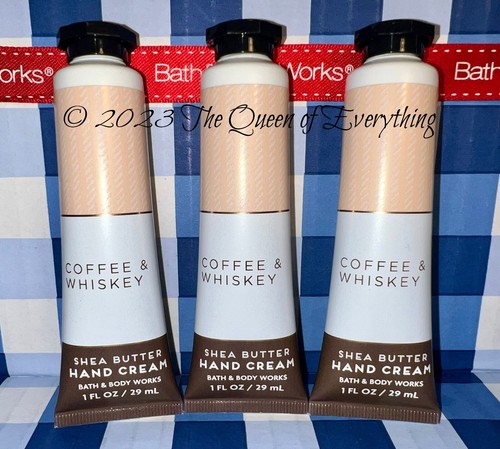 Works®
Bath
Works®
Bath
© 2023 The Queen of Everything
COFFEE &
WHISKEY
SHEA BUTTER
HAND CREAM
BATH & BODY WORKS
1 FL OZ / 29 mL
COFFEE &
WHISKEY
SHEA BUTTER
HAND CREAM
BATH & BODY WORKS
1 FL OZ / 29 mL
COFFEE &
WHISKEY
SHEA BUTTER
HAND CREAM
BATH & BODY WORKS
1 FL OZ / 29 mL